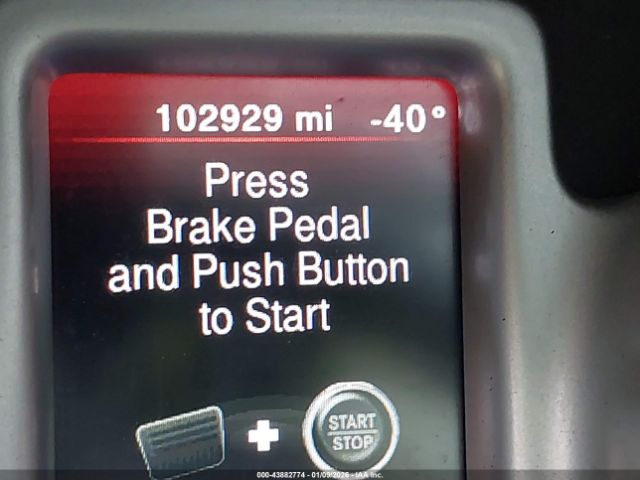 102929 mi -40°
Press
Brake Pedal
and Push Button
to Start
START
STOP
000-43882774 - 01/09/2026 - IAA Inc.